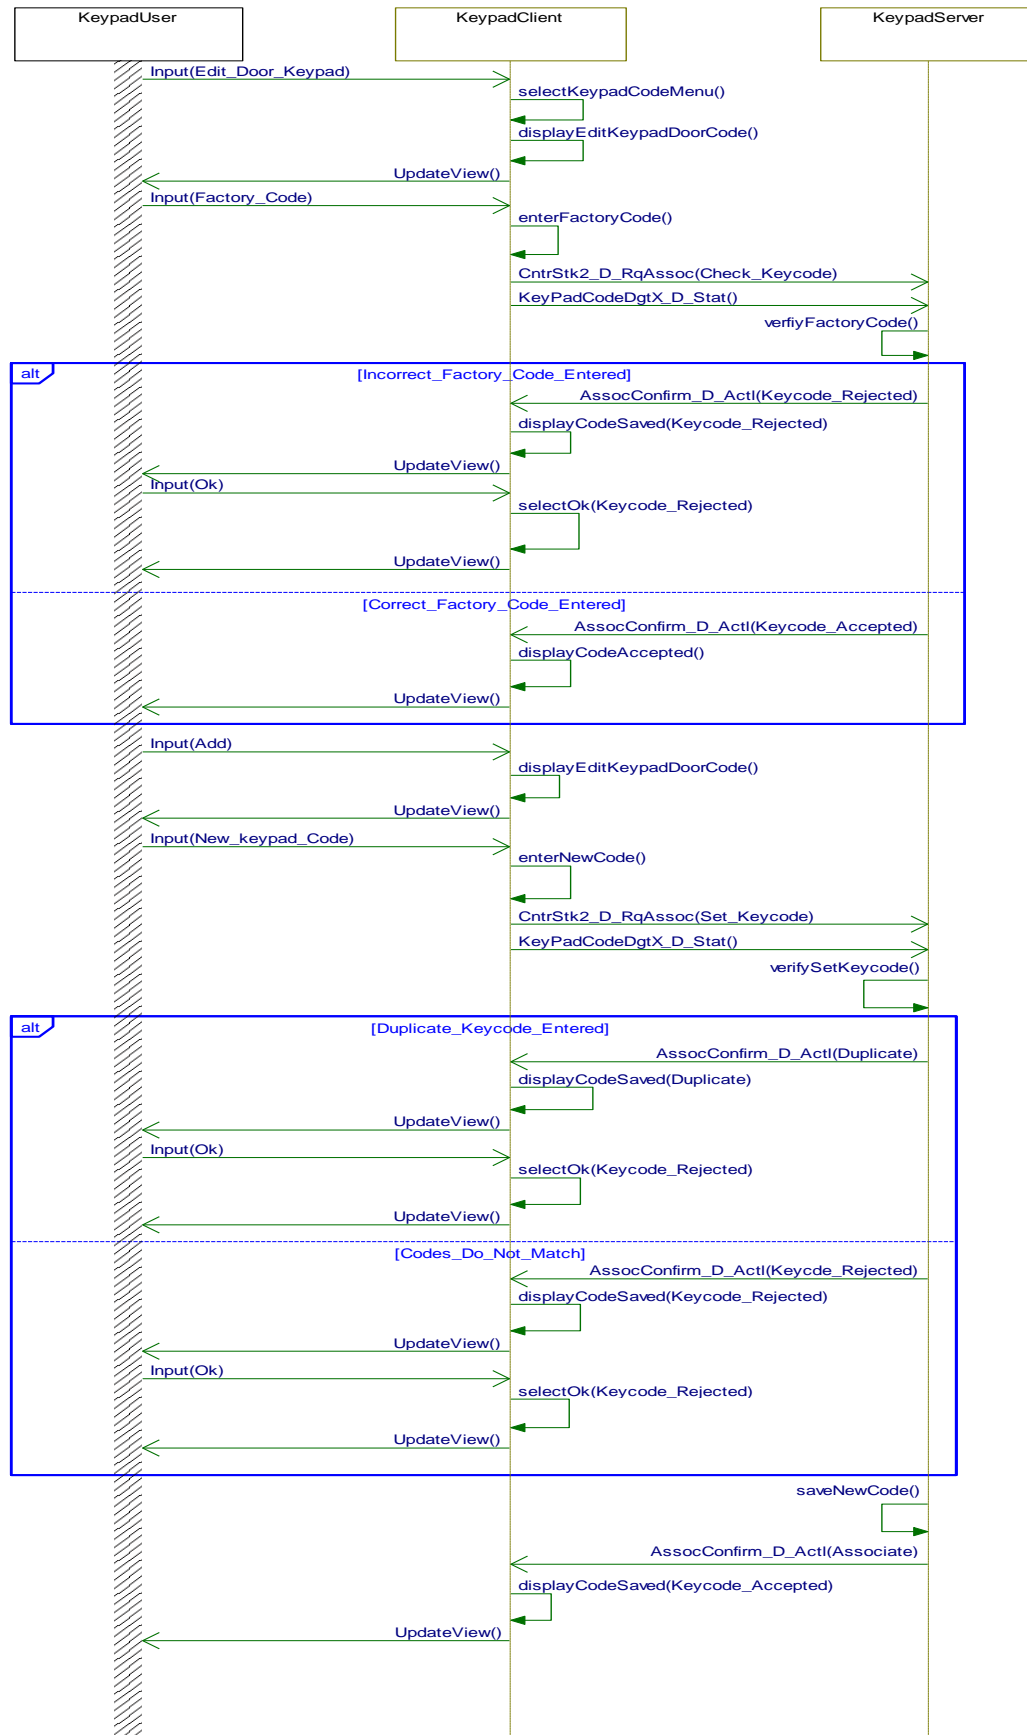 KeypadUser
KeypadClient
KeypadServer
Input(Edit_Door_Keypad)
selectKeypadCodeMenu()
displayEditKeypadDoorCode()
UpdateView()
Input(Factory_Code)
enterFactoryCode()
CntrStk2_D_RqAssoc(Check_Keycode)
KeyPadCodeDgtX_D_Stat()
verfiyFactoryCode()
alt
[Incorrect_Factory_Code_Entered]
AssocConfirm_D_Actl(Keycode_Rejected)
displayCodeSaved(Keycode_Rejected)
UpdateView()
Input(Ok)
selectOk(Keycode_Rejected)
UpdateView()
[Correct_Factory_Code_Entered]
AssocConfirm_D_Actl(Keycode_Accepted)
displayCodeAccepted()
UpdateView()
Input(Add)
displayEditKeypadDoorCode()
UpdateView()
Input(New_keypad_Code)
enterNewCode()
CntrStk2_D_RqAssoc(Set_Keycode)
KeyPadCodeDgtX_D_Stat()
verifySetKeycode()
alt
[Duplicate_Keycode_Entered]
AssocConfirm_D_Actl(Duplicate)
displayCodeSaved(Duplicate)
UpdateView()
Input(Ok)
selectOk(Keycode_Rejected)
UpdateView()
[Codes_Do_Not_Match]
AssocConfirm_D_Actl(Keycde_Rejected)
displayCodeSaved(Keycode_Rejected)
UpdateView()
Input(Ok)
selectOk(Keycode_Rejected)
UpdateView()
saveNewCode()
AssocConfirm_D_Actl(Associate)
displayCodeSaved(Keycode_Accepted)
UpdateView()